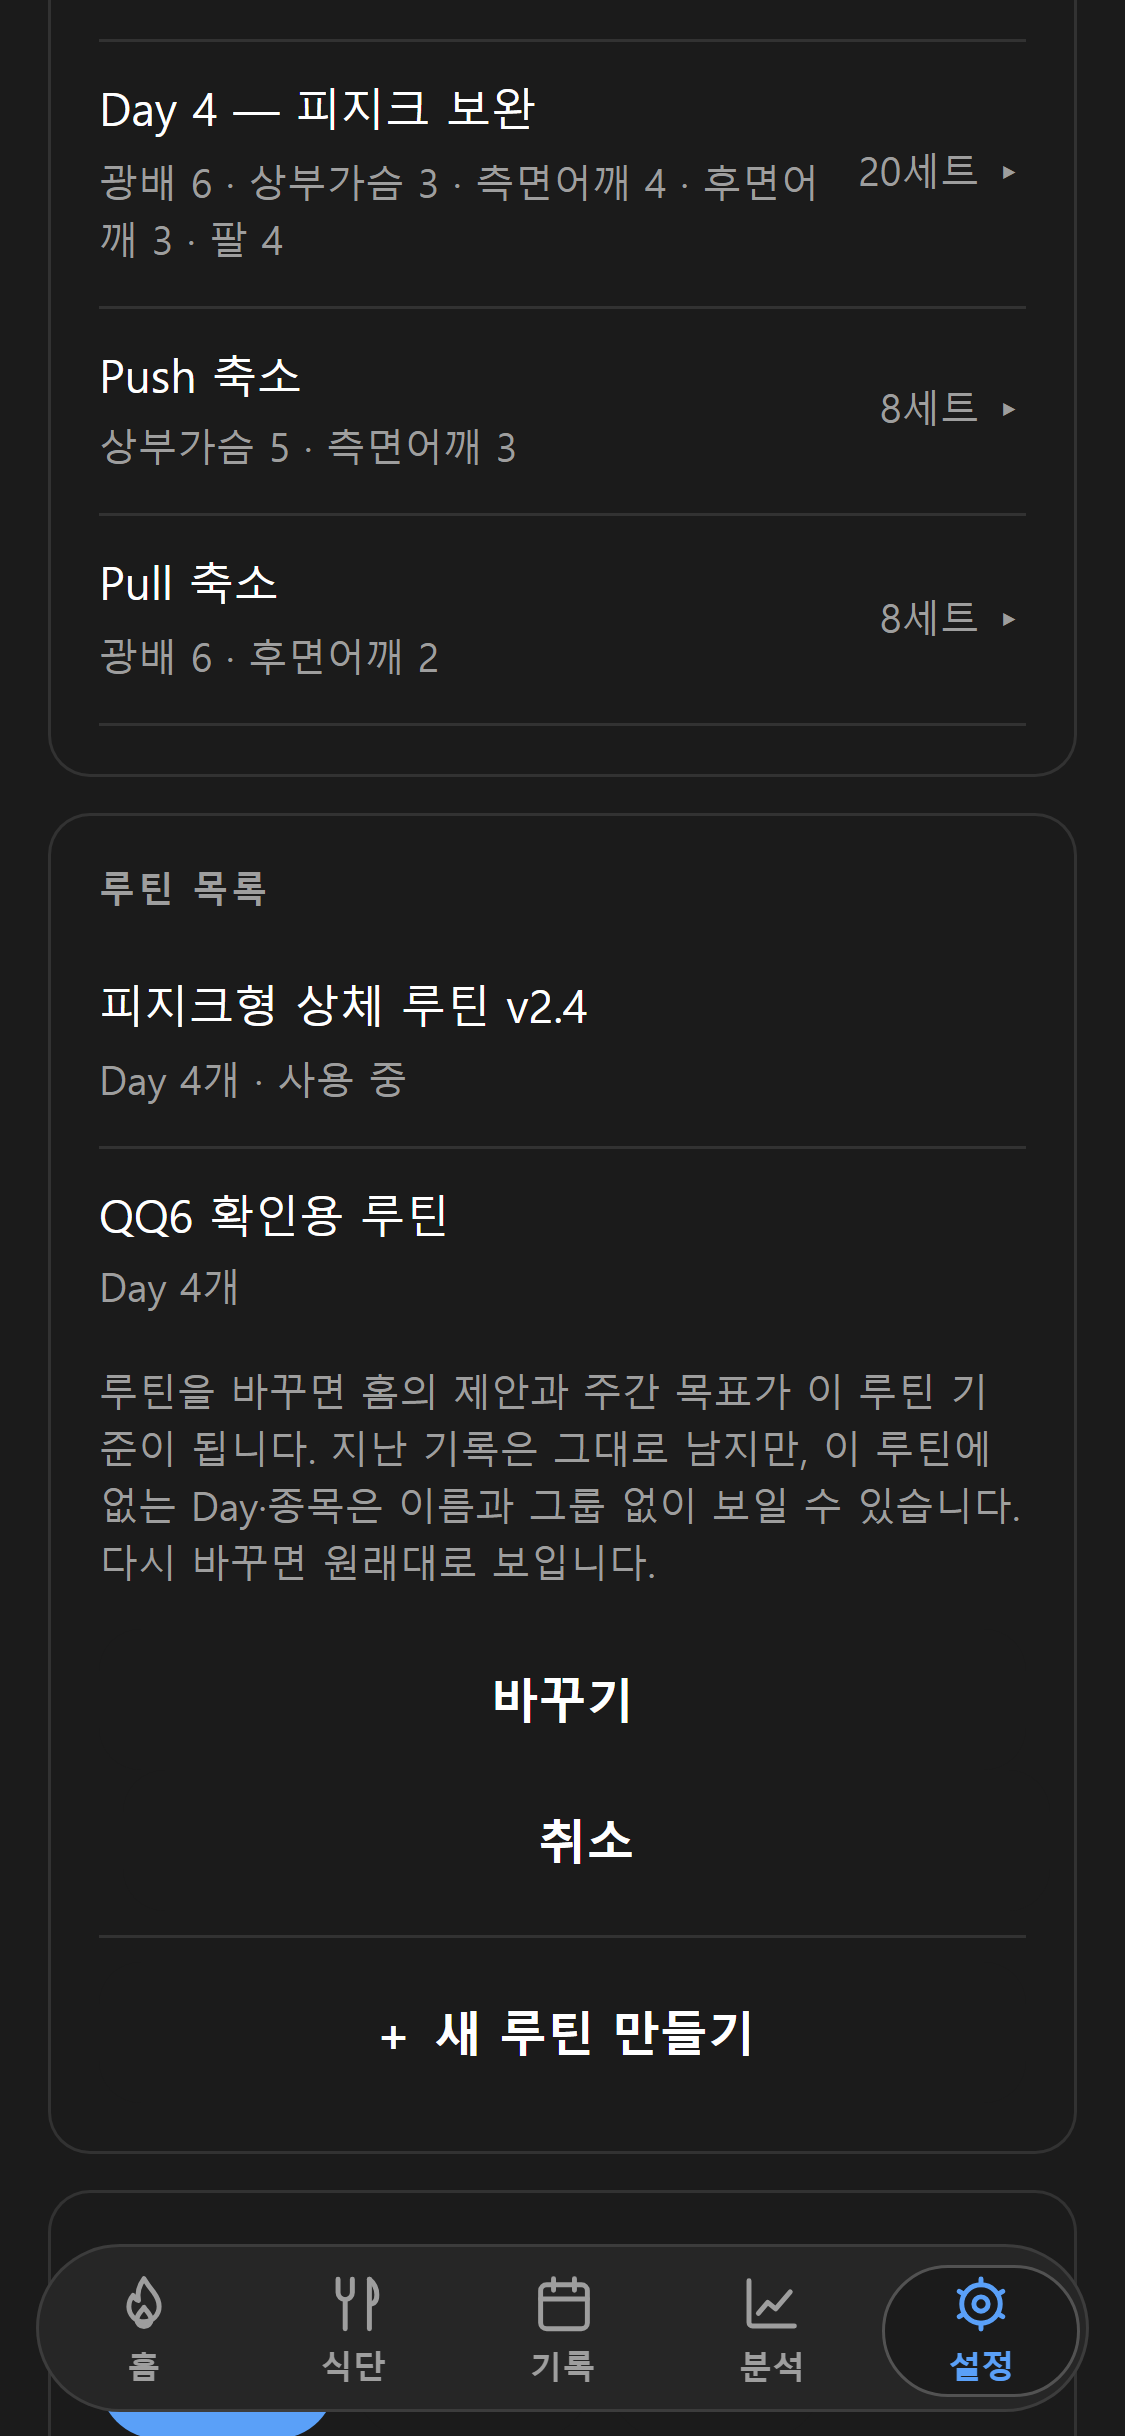 Day 4 — 피지크 보완
광배 6 · 상부가슴 3 · 측면어깨 4 · 후면어
깨 3 · 팔 4
20세트 ▸
Push 축소
상부가슴 5 · 측면어깨 3
8세트 ▸
Pull 축소
광배 6 · 후면어깨 2
8세트 ▸
루틴 목록
피지크형 상체 루틴 v2.4
Day 4개 · 사용 중
QQ6 확인용 루틴
Day 4개
루틴을 바꾸면 홈의 제안과 주간 목표가 이 루틴 기
준이 됩니다. 지난 기록은 그대로 남지만, 이 루틴에
없는 Day·종목은 이름과 그룹 없이 보일 수 있습니다.
다시 바꾸면 원래대로 보입니다.
바꾸기
취소
+ 새 루틴 만들기
홈
식단
기록
분석
설정